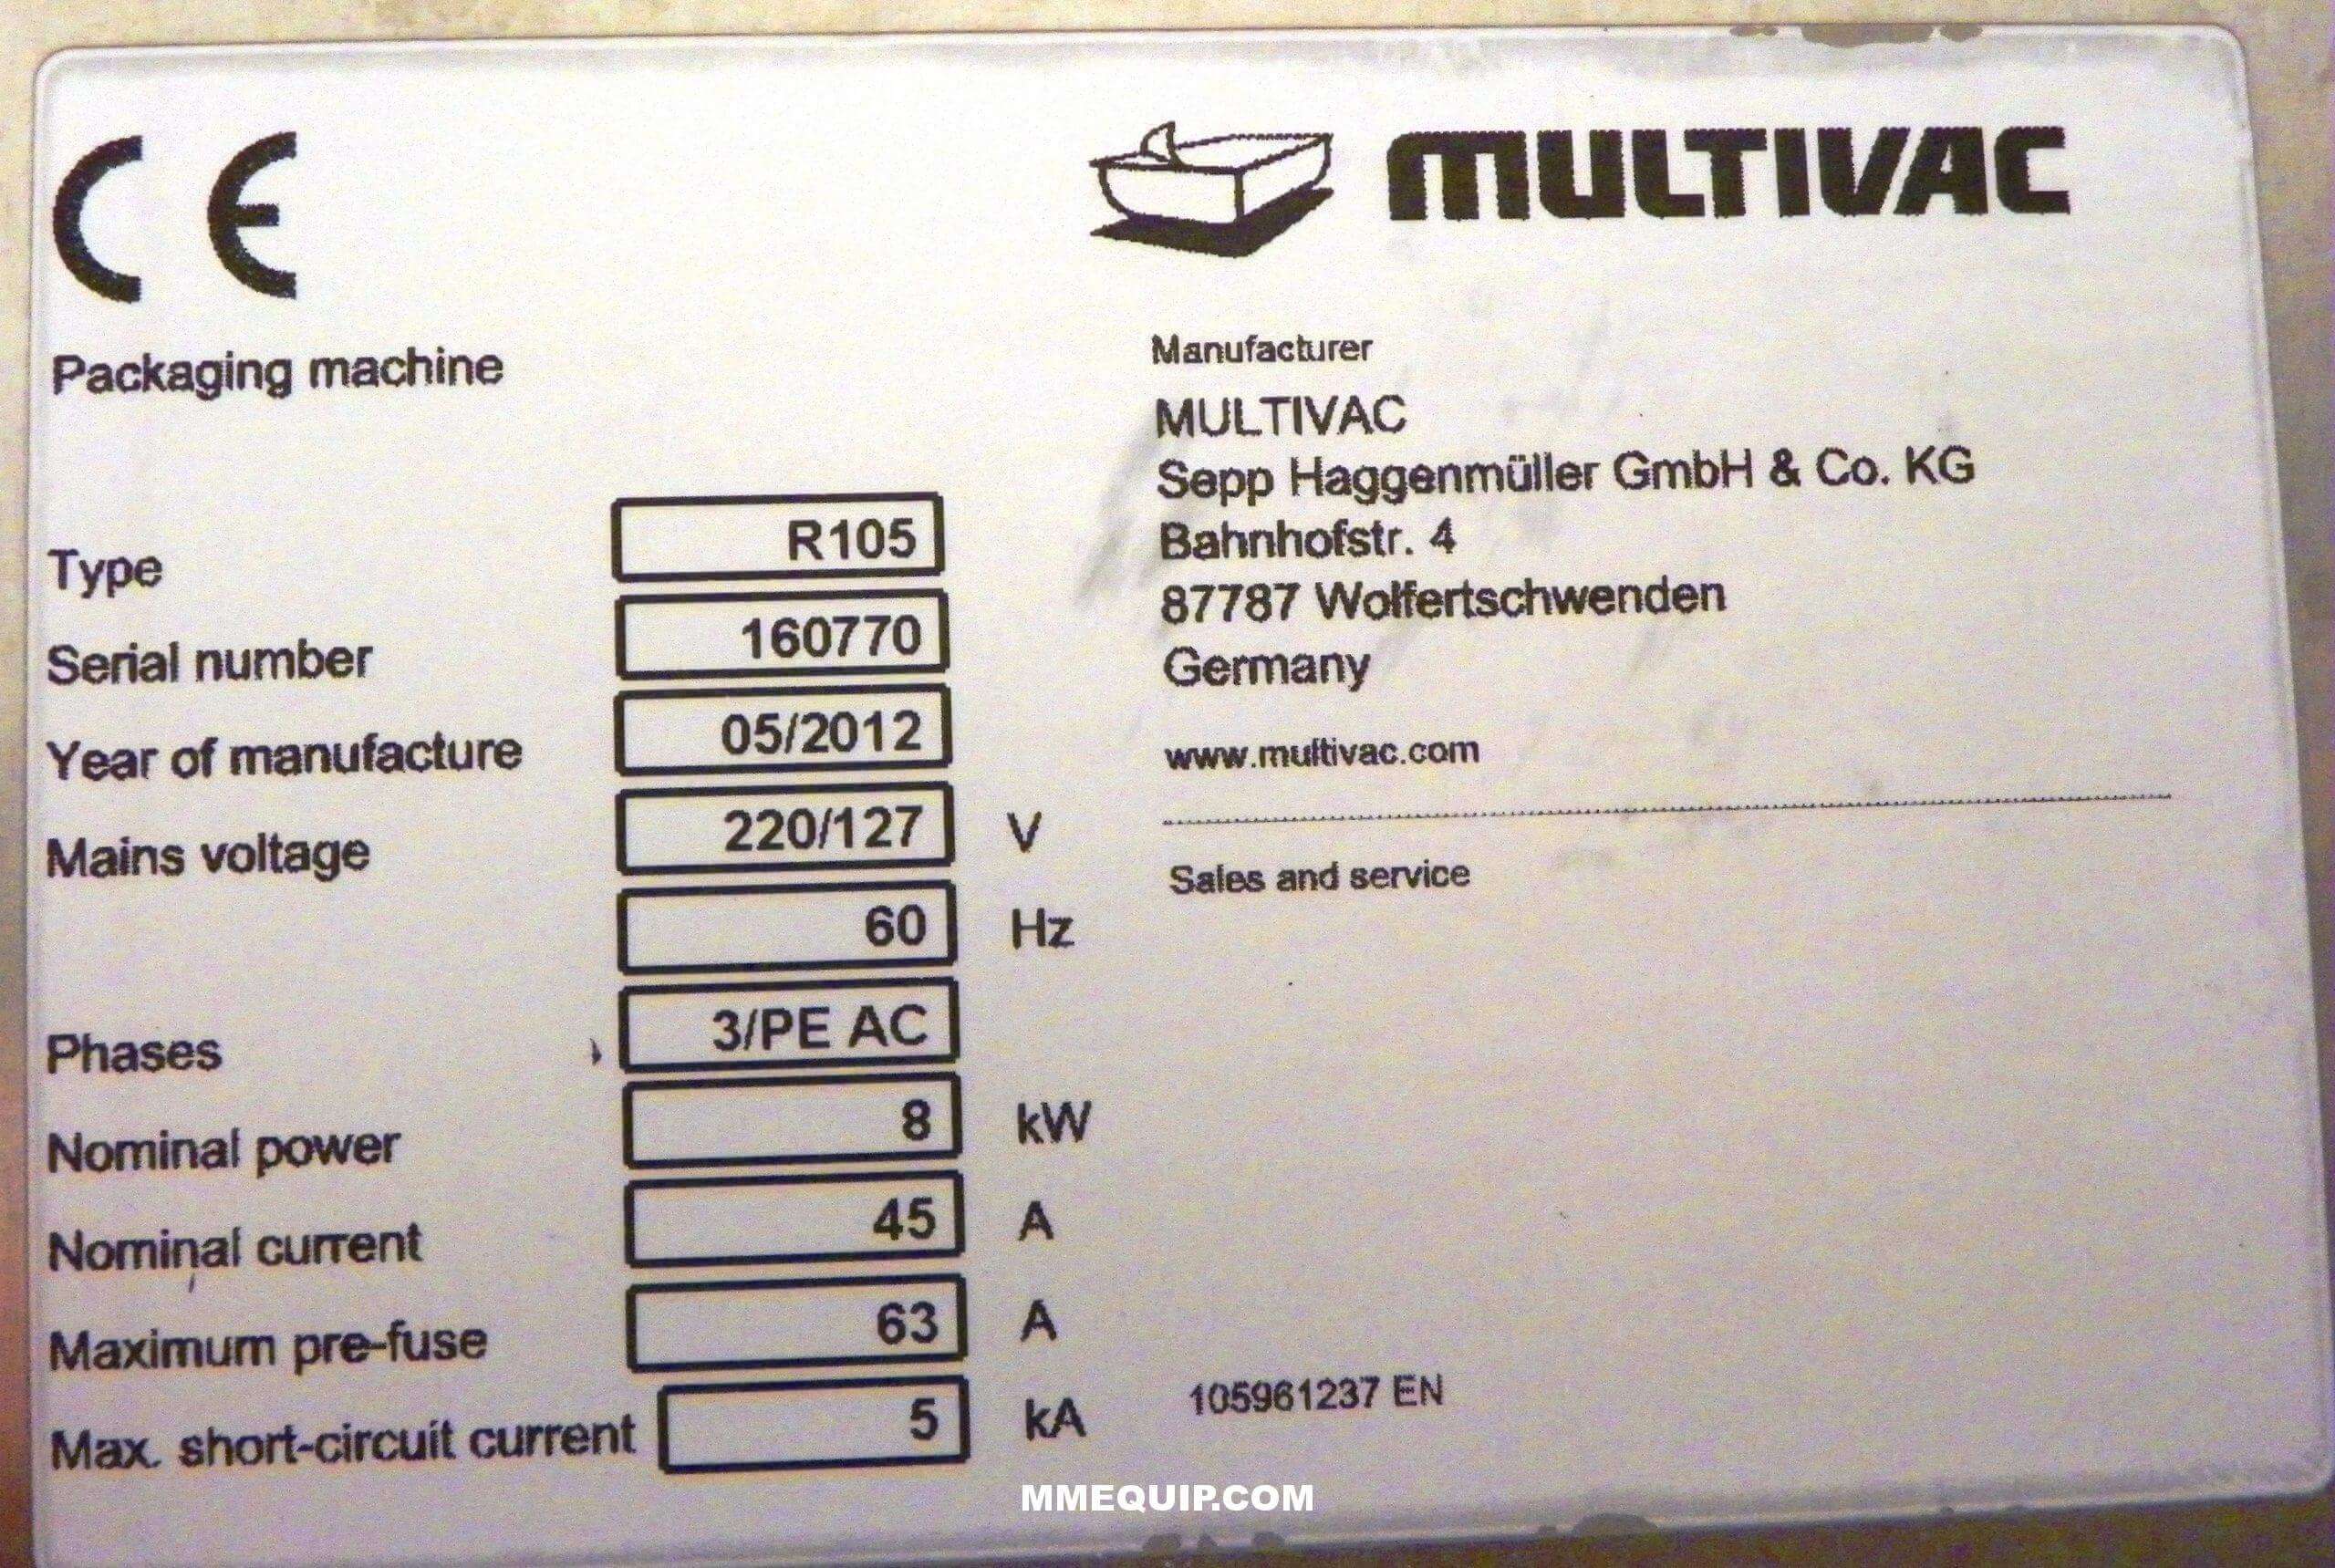 CE
MULTIVAC
Packaging machine
Manufacturer
MULTIVAC
Sepp Haggenmüller GmbH & Co. KG
Bahnhofstr. 4
87787 Wolfertschwenden
Germany
www.multivac.com
Sales and service
Type R105
Serial number 160770
Year of manufacture 05/2012
Mains voltage 220/127 V
60 Hz
Phases 3/PE AC
Nominal power 8 kW
Nominal current 45 A
Maximum pre-fuse 63 A
Max. short-circuit current 5 kA
105961237 EN
MMEQUIP.COM